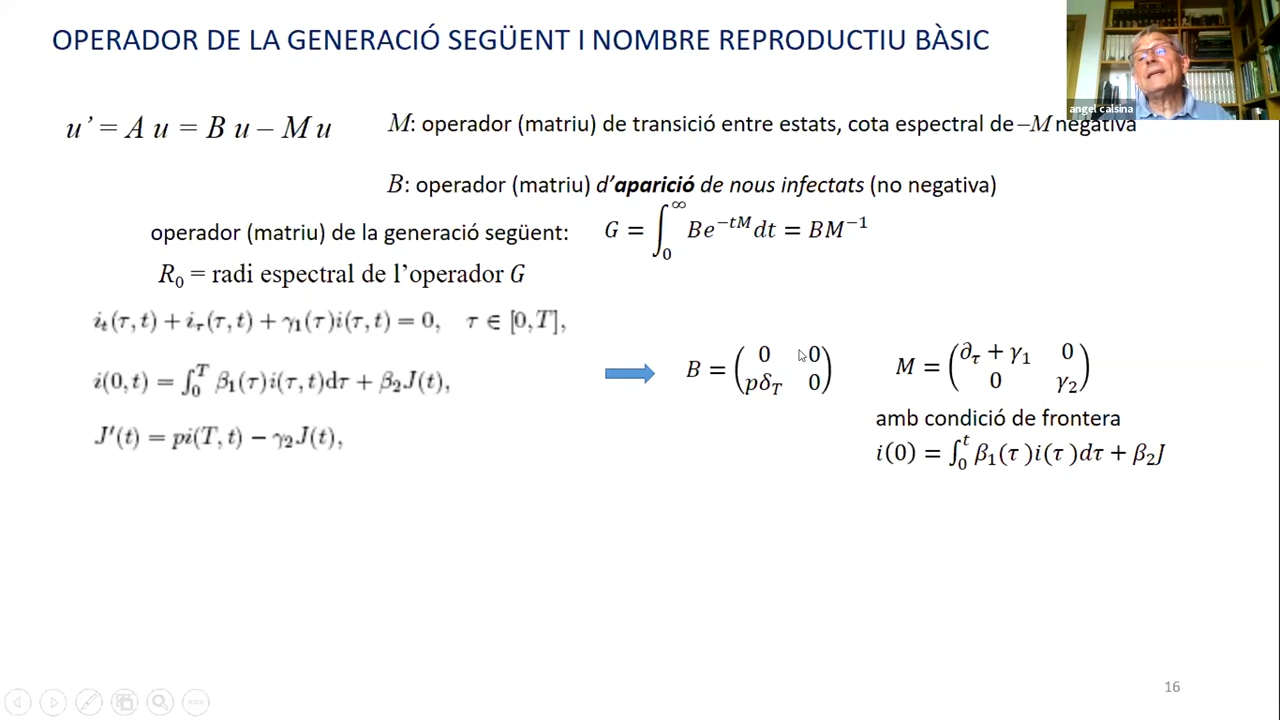 OPERADOR DE LA GENERACIÓ SEGÜENT I NOMBRE REPRODUCTIU BÀSIC
angel calsina
u' = A u = B u – M u
M: operador (matriu) de transició entre estats, cota espectral de –M negativa
B: operador (matriu) d'aparició de nous infectats (no negativa)
operador (matriu) de la generació següent: G = ∫₀^∞ Be^{−tM} dt = BM^{−1}
R₀ = radi espectral de l'operador G
i_t(τ, t) + i_τ(τ, t) + γ₁(τ)i(τ, t) = 0, τ ∈ [0, T],
i(0, t) = ∫₀^T β₁(τ)i(τ, t)dτ + β₂J(t),
J′(t) = pi(T, t) − γ₂J(t),
B = (0 0; pδ_T 0) M = (∂_τ + γ₁ 0; 0 γ₂)
amb condició de frontera
i(0) = ∫₀^t β₁(τ)i(τ)dτ + β₂J
16